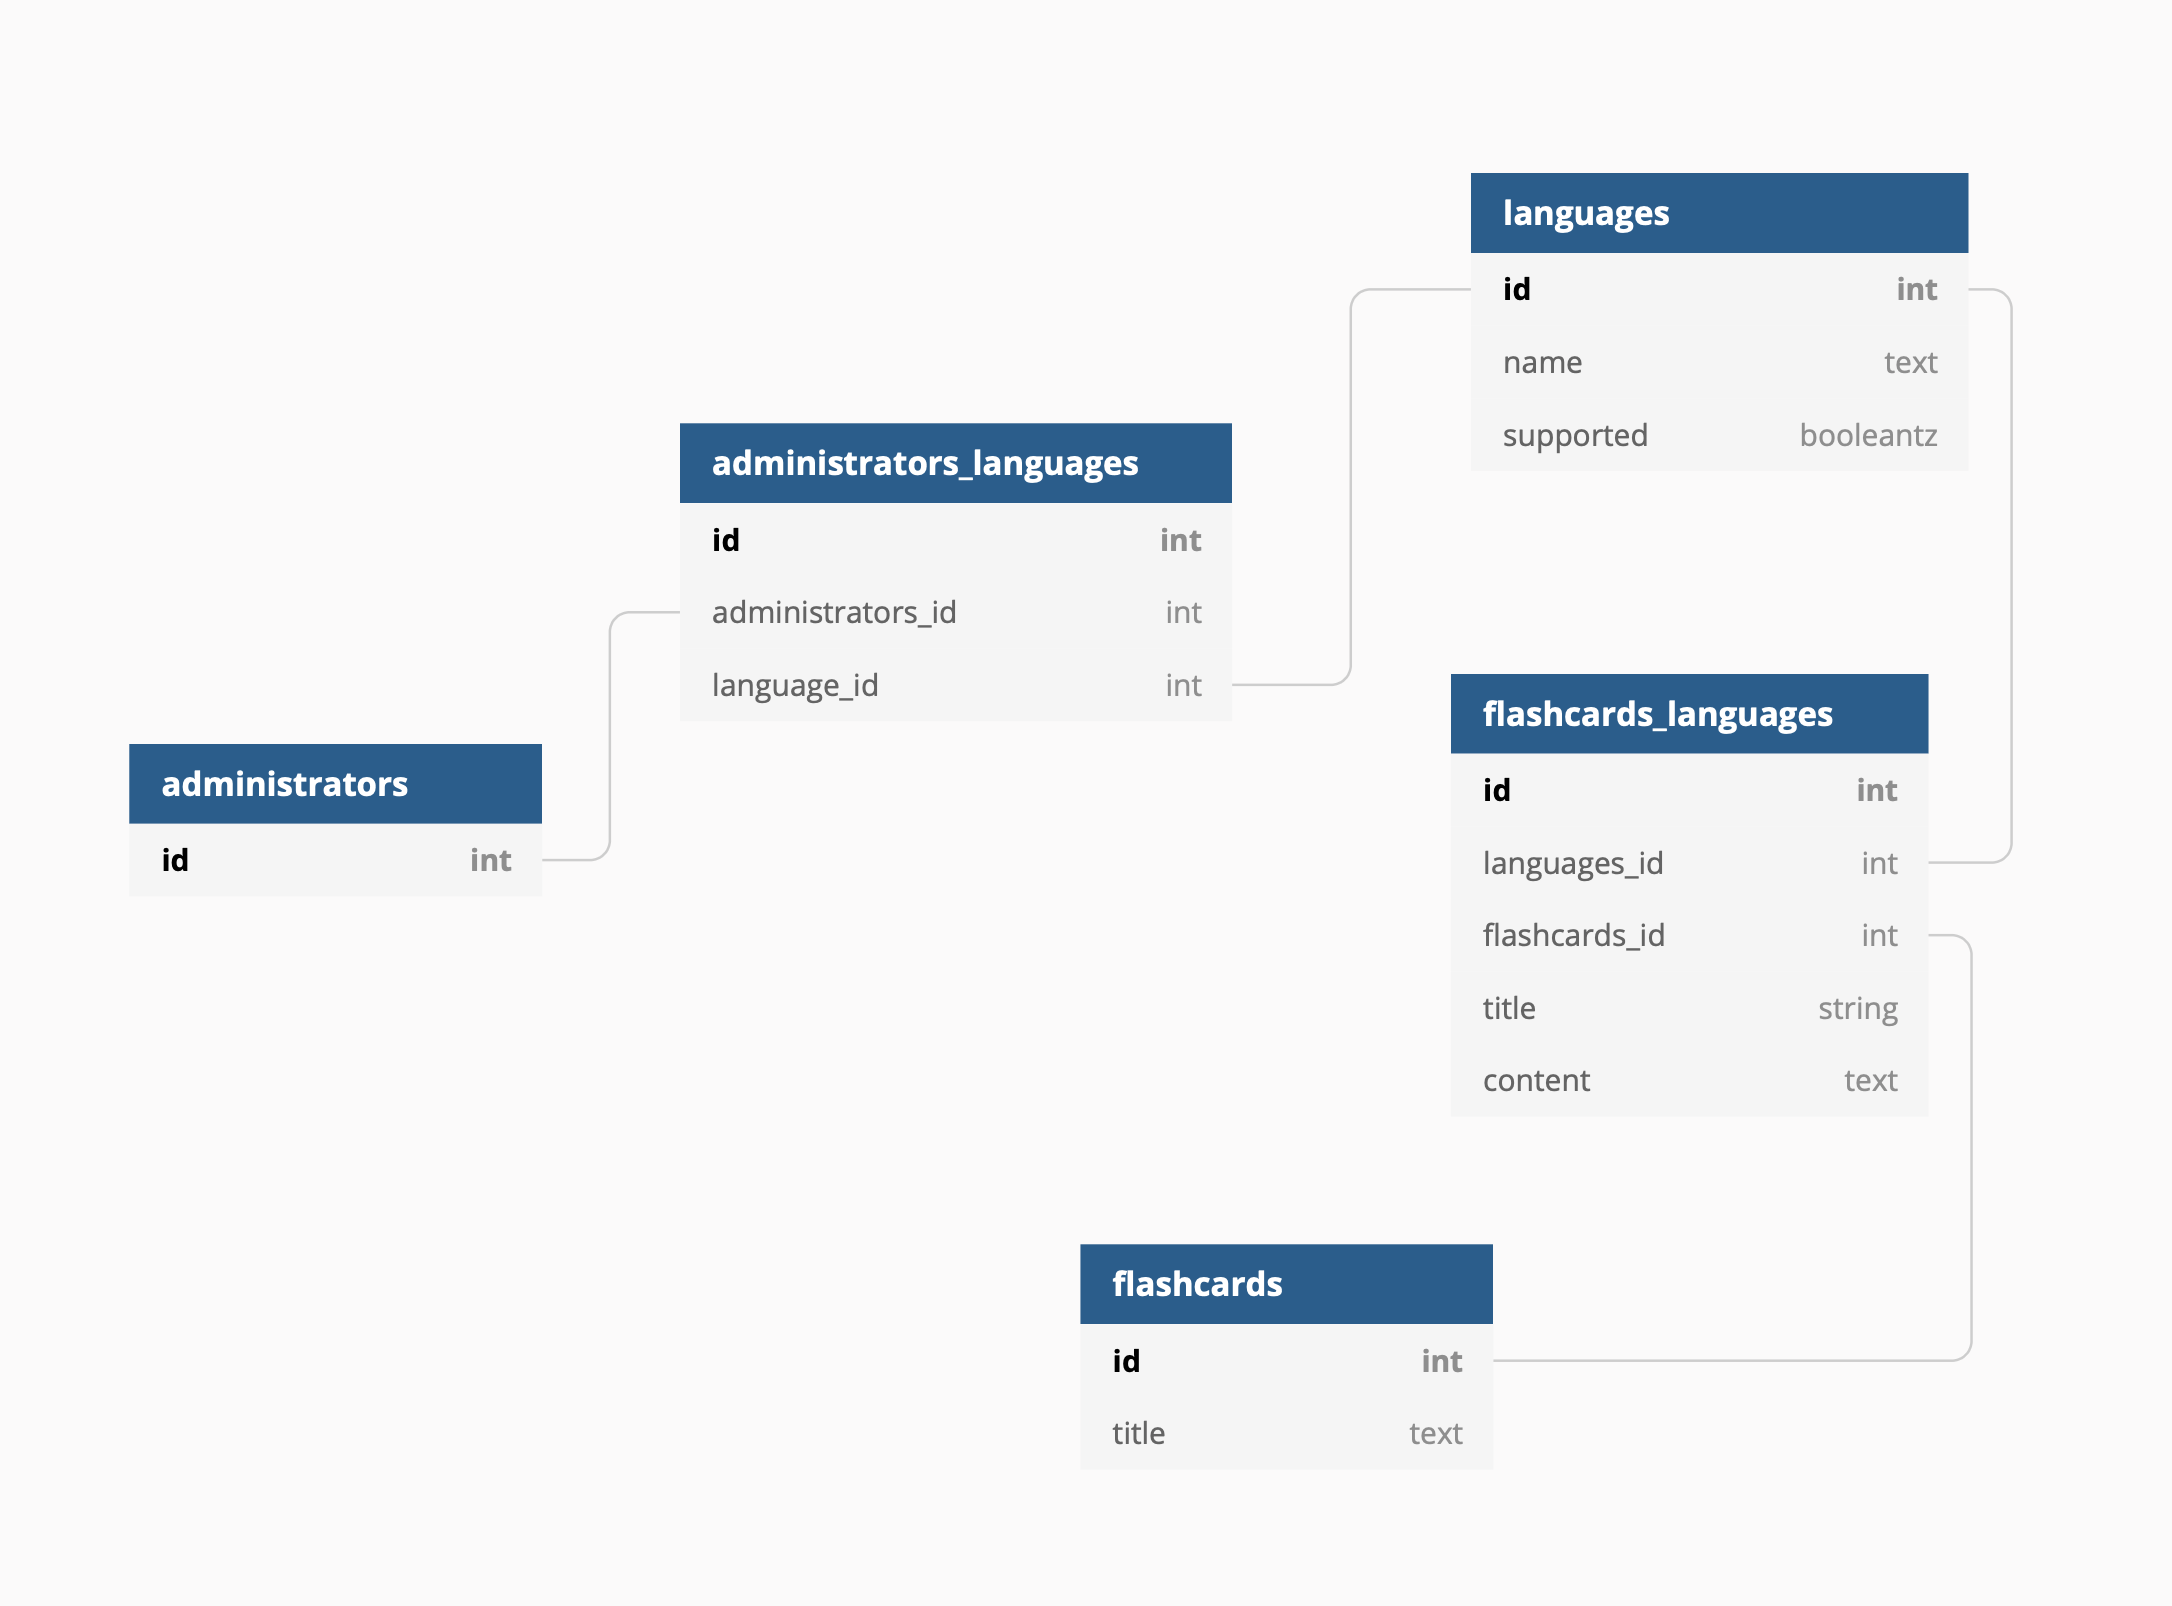 languages
id int
name text
supported booleantz
administrators_languages
id int
administrators_id int
language_id int
administrators
id int
flashcards_languages
id int
languages_id int
flashcards_id int
title string
content text
flashcards
id int
title text